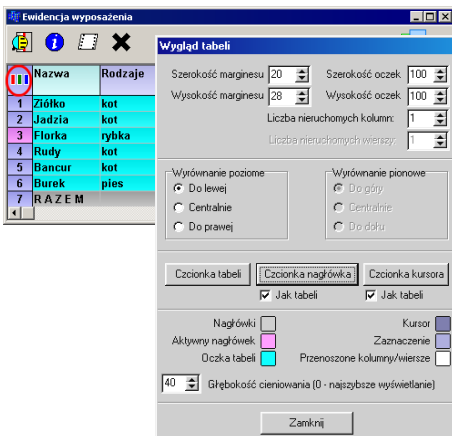 Ewidencja wyposażenia
Nazwa Rodzaje
1 Ziółko kot
2 Jadzia kot
3 Florka rybka
4 Rudy kot
5 Bancur kot
6 Burek pies
7 R A Z E M
Wygląd tabeli
Szerokość marginesu 20 Szerokość oczek 100
Wysokość marginesu 28 Wysokość oczek 100
Liczba nieruchomych kolumn: 1
Liczba nieruchomych wierszy: 1
Wyrównanie poziome Wyrównanie pionowe
Do lewej Do góry
Centralnie Centralnie
Do prawej Do dołu
Czcionka tabeli Czcionka nagłówka Czcionka kursora
Jak tabeli Jak tabeli
Nagłówki Kursor
Aktywny nagłówek Zaznaczenie
Oczka tabeli Przenoszone kolumny/wiersze
40 Głębokość cieniowania (0 - najszybsze wyświetlanie)
Zamknij